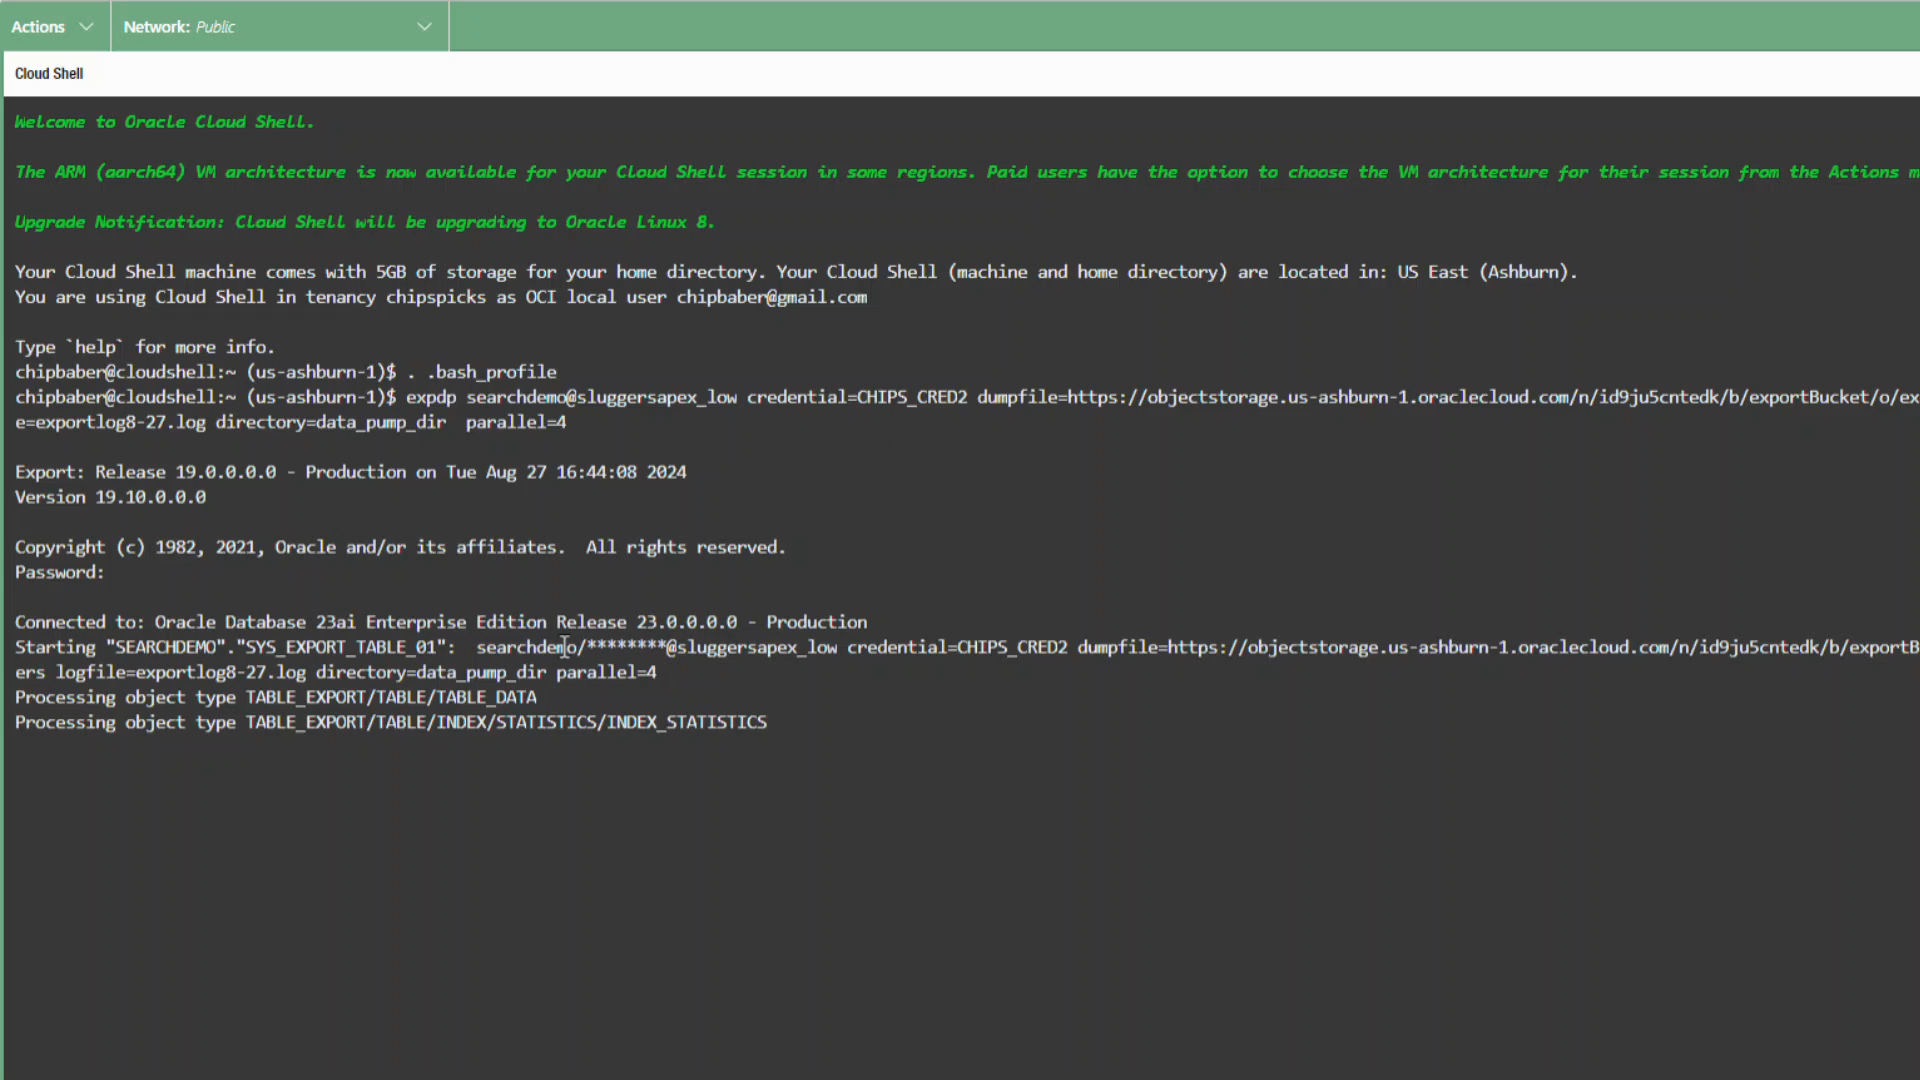 Actions
Network: Public
Cloud Shell
Welcome to Oracle Cloud Shell.
The ARM (aarch64) VM architecture is now available for your Cloud Shell session in some regions. Paid users have the option to choose the VM architecture for their session from the Actions m
Upgrade Notification: Cloud Shell will be upgrading to Oracle Linux 8.
Your Cloud Shell machine comes with 5GB of storage for your home directory. Your Cloud Shell (machine and home directory) are located in: US East (Ashburn).
You are using Cloud Shell in tenancy chipspicks as OCI local user chipbaber@gmail.com
Type `help` for more info.
chipbaber@cloudshell:~ (us-ashburn-1)$ . .bash_profile
chipbaber@cloudshell:~ (us-ashburn-1)$ expdp searchdemo@sluggersapex_low credential=CHIPS_CRED2 dumpfile=https://objectstorage.us-ashburn-1.oraclecloud.com/n/id9ju5cntedk/b/exportBucket/o/ex
e=exportlog8-27.log directory=data_pump_dir  parallel=4
Export: Release 19.0.0.0.0 - Production on Tue Aug 27 16:44:08 2024
Version 19.10.0.0.0
Copyright (c) 1982, 2021, Oracle and/or its affiliates.  All rights reserved.
Password:
Connected to: Oracle Database 23ai Enterprise Edition Release 23.0.0.0.0 - Production
Starting "SEARCHDEMO"."SYS_EXPORT_TABLE_01":  searchdemo/********@sluggersapex_low credential=CHIPS_CRED2 dumpfile=https://objectstorage.us-ashburn-1.oraclecloud.com/n/id9ju5cntedk/b/exportB
ers logfile=exportlog8-27.log directory=data_pump_dir parallel=4
Processing object type TABLE_EXPORT/TABLE/TABLE_DATA
Processing object type TABLE_EXPORT/TABLE/INDEX/STATISTICS/INDEX_STATISTICS